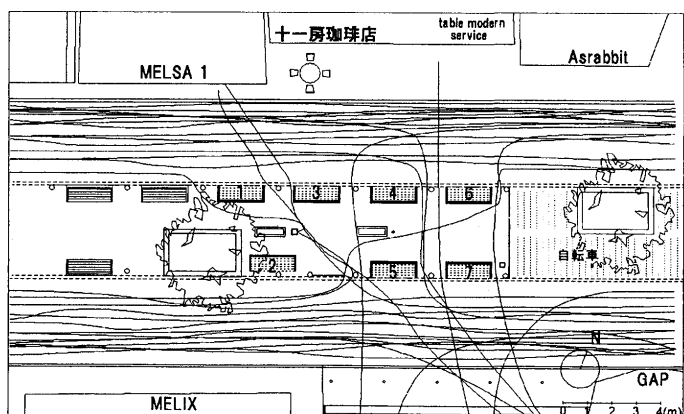 十一房珈琲店
table modern
service
MELSA 1
Asrabbit
1
3
4
6
2
5
7
自転車
N
GAP
MELIX
0 1 2 3 4(m)